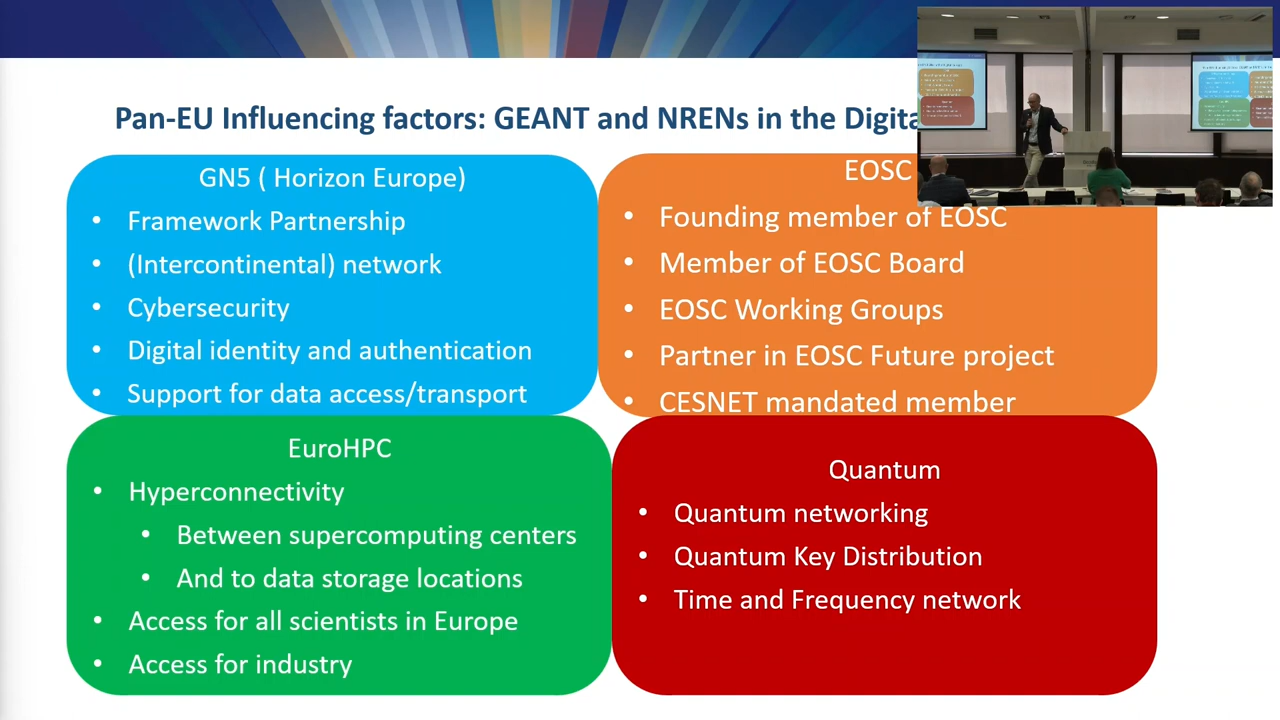 Pan-EU Influencing factors: GEANT and NRENs in the
GN5 ( Horizon Europe)
• Framework Partnership
• (Intercontinental) network
• Cybersecurity
• Digital identity and authentication
• Support for data access/transport
EOSC
• Founding member of EOSC
• Member of EOSC Board
• EOSC Working Groups
• Partner in EOSC Future project
• CESNET mandated member
EuroHPC
• Hyperconnectivity
• Between supercomputing centers
• And to data storage locations
• Access for all scientists in Europe
• Access for industry
Quantum
• Quantum networking
• Quantum Key Distribution
• Time and Frequency network